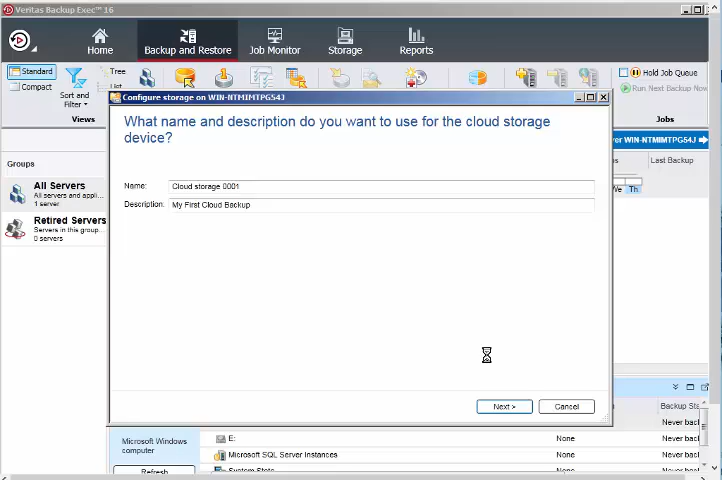 Veritas Backup Exec™ 16
Home
Backup and Restore
Job Monitor
Storage
Reports
Standard
Compact
Sort and
Filter
Tree
List
Views
Hold Job Queue
Run Next Backup Now
Jobs
Configure storage on WIN-NTMIMTPG54J
What name and description do you want to use for the cloud storage
device?
Name:
Cloud storage 0001
Description:
My First Cloud Backup
Next >
Cancel
Groups
All Servers
All servers and appli...
1 server
Retired Servers
Servers in this group...
0 servers
WIN-NTMIMTPG54J
Last Backup
We
Th
Backup Sta
Never back
Microsoft Windows
computer
Refresh
E:
None
Never back
Microsoft SQL Server Instances
None
Never back
System State
None
Never back